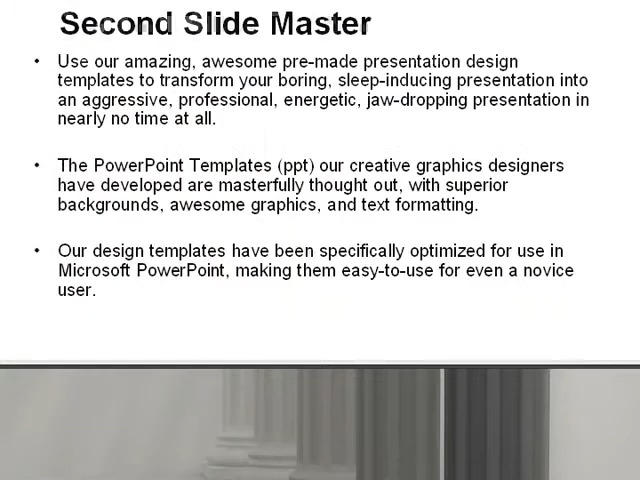 Second Slide Master
• Use our amazing, awesome pre-made presentation design
templates to transform your boring, sleep-inducing presentation into
an aggressive, professional, energetic, jaw-dropping presentation in
nearly no time at all.
• The PowerPoint Templates (ppt) our creative graphics designers
have developed are masterfully thought out, with superior
backgrounds, awesome graphics, and text formatting.
• Our design templates have been specifically optimized for use in
Microsoft PowerPoint, making them easy-to-use for even a novice
user.